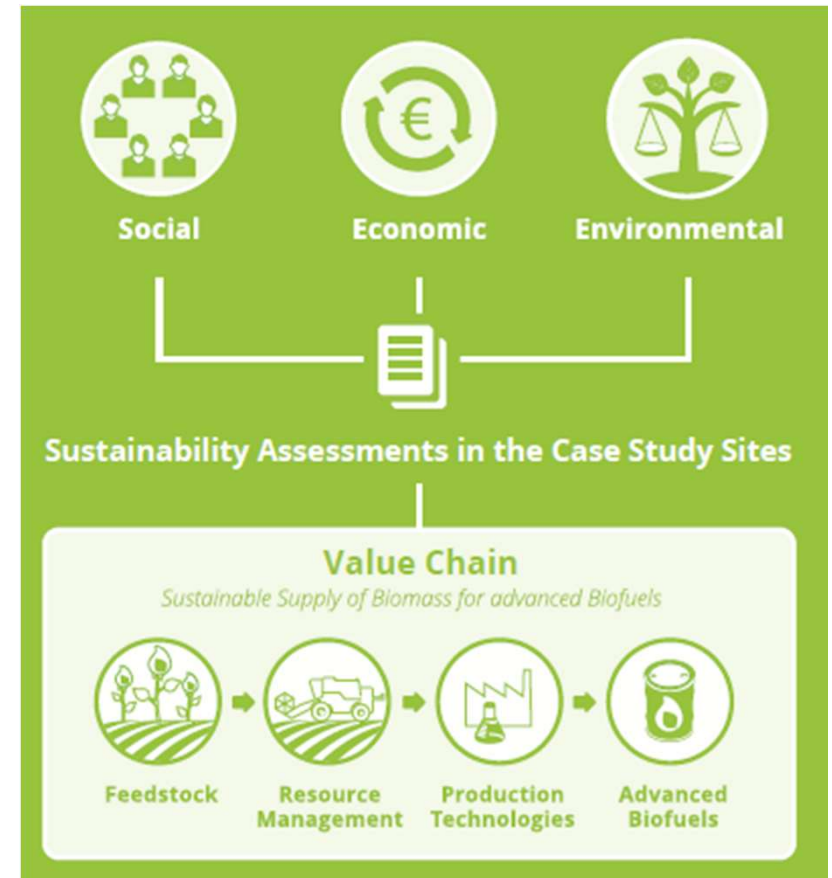 €
Social
Economic
Environmental
Sustainability Assessments in the Case Study Sites
Value Chain
Sustainable Supply of Biomass for advanced Biofuels
Feedstock
Resource
Management
Production
Technologies
Advanced
Biofuels